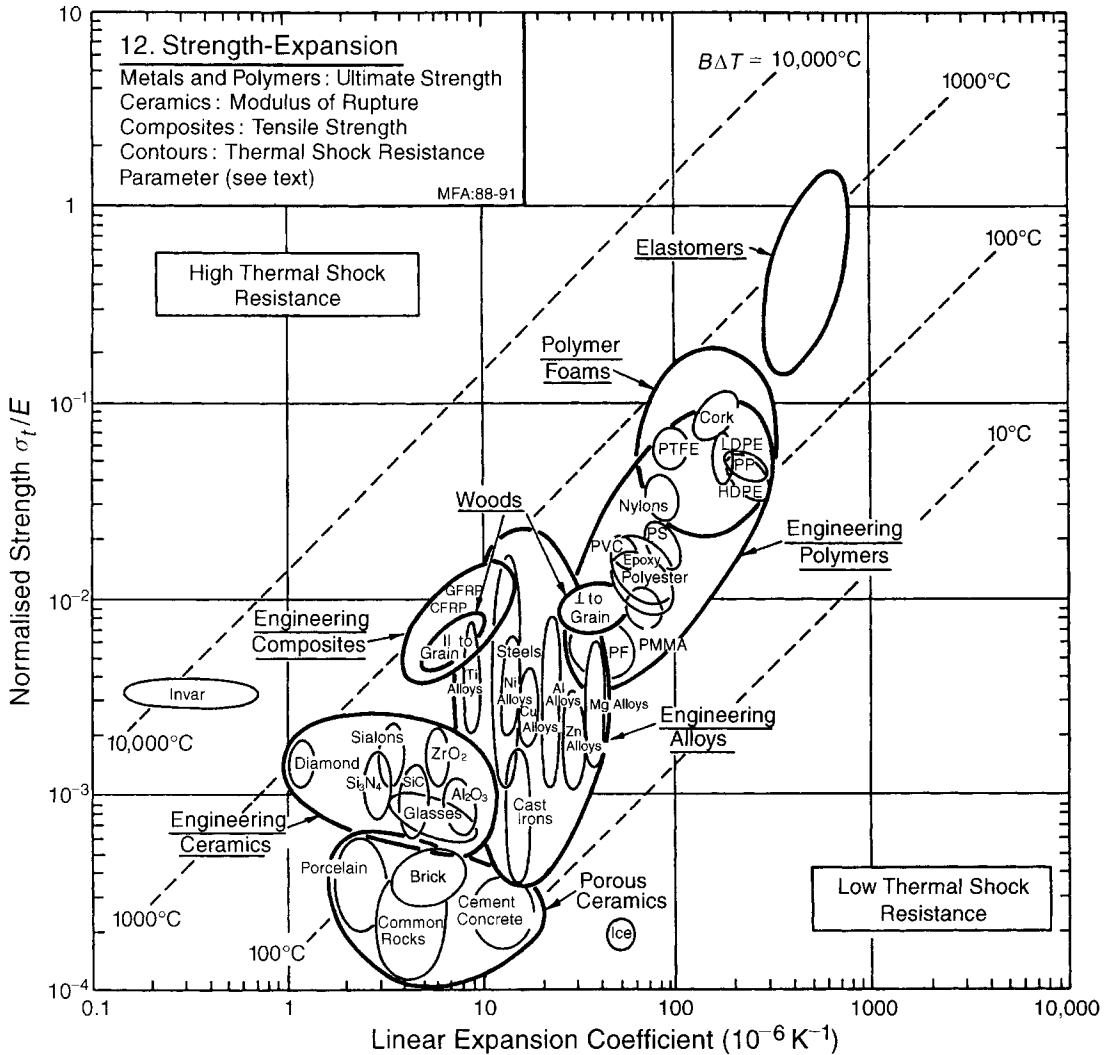 12. Strength-Expansion
Metals and Polymers : Ultimate Strength
Ceramics : Modulus of Rupture
Composites : Tensile Strength
Contours : Thermal Shock Resistance
Parameter (see text)
MFA:88-91
BΔT = 10,000°C
1000°C
100°C
10°C
High Thermal Shock
Resistance
Elastomers
Polymer
Foams
Cork
PTFE
LDPE
PP
HDPE
Nylons
Woods
PS
PVC
Epoxy
Polyester
Engineering
Polymers
⊥ to
Grain
PMMA
PF
GFRP
CFRP
Engineering
Composites
|| to
Grain
Ti
Alloys
Steels
Ni
Alloys
Cu
Alloys
Al
Alloys
Zn
Alloys
Mg Alloys
Engineering
Alloys
Invar
10,000°C
Sialons
Diamond
Si3N4
SiC
ZrO2
Al2O3
Glasses
Cast
Irons
Engineering
Ceramics
Porcelain
Brick
Common
Rocks
Cement
Concrete
Porous
Ceramics
Ice
Low Thermal Shock
Resistance
1000°C
100°C
Normalised Strength σt/E
10
1
10⁻¹
10⁻²
10⁻³
10⁻⁴
0.1
1
10
100
1000
10,000
Linear Expansion Coefficient (10⁻⁶ K⁻¹)